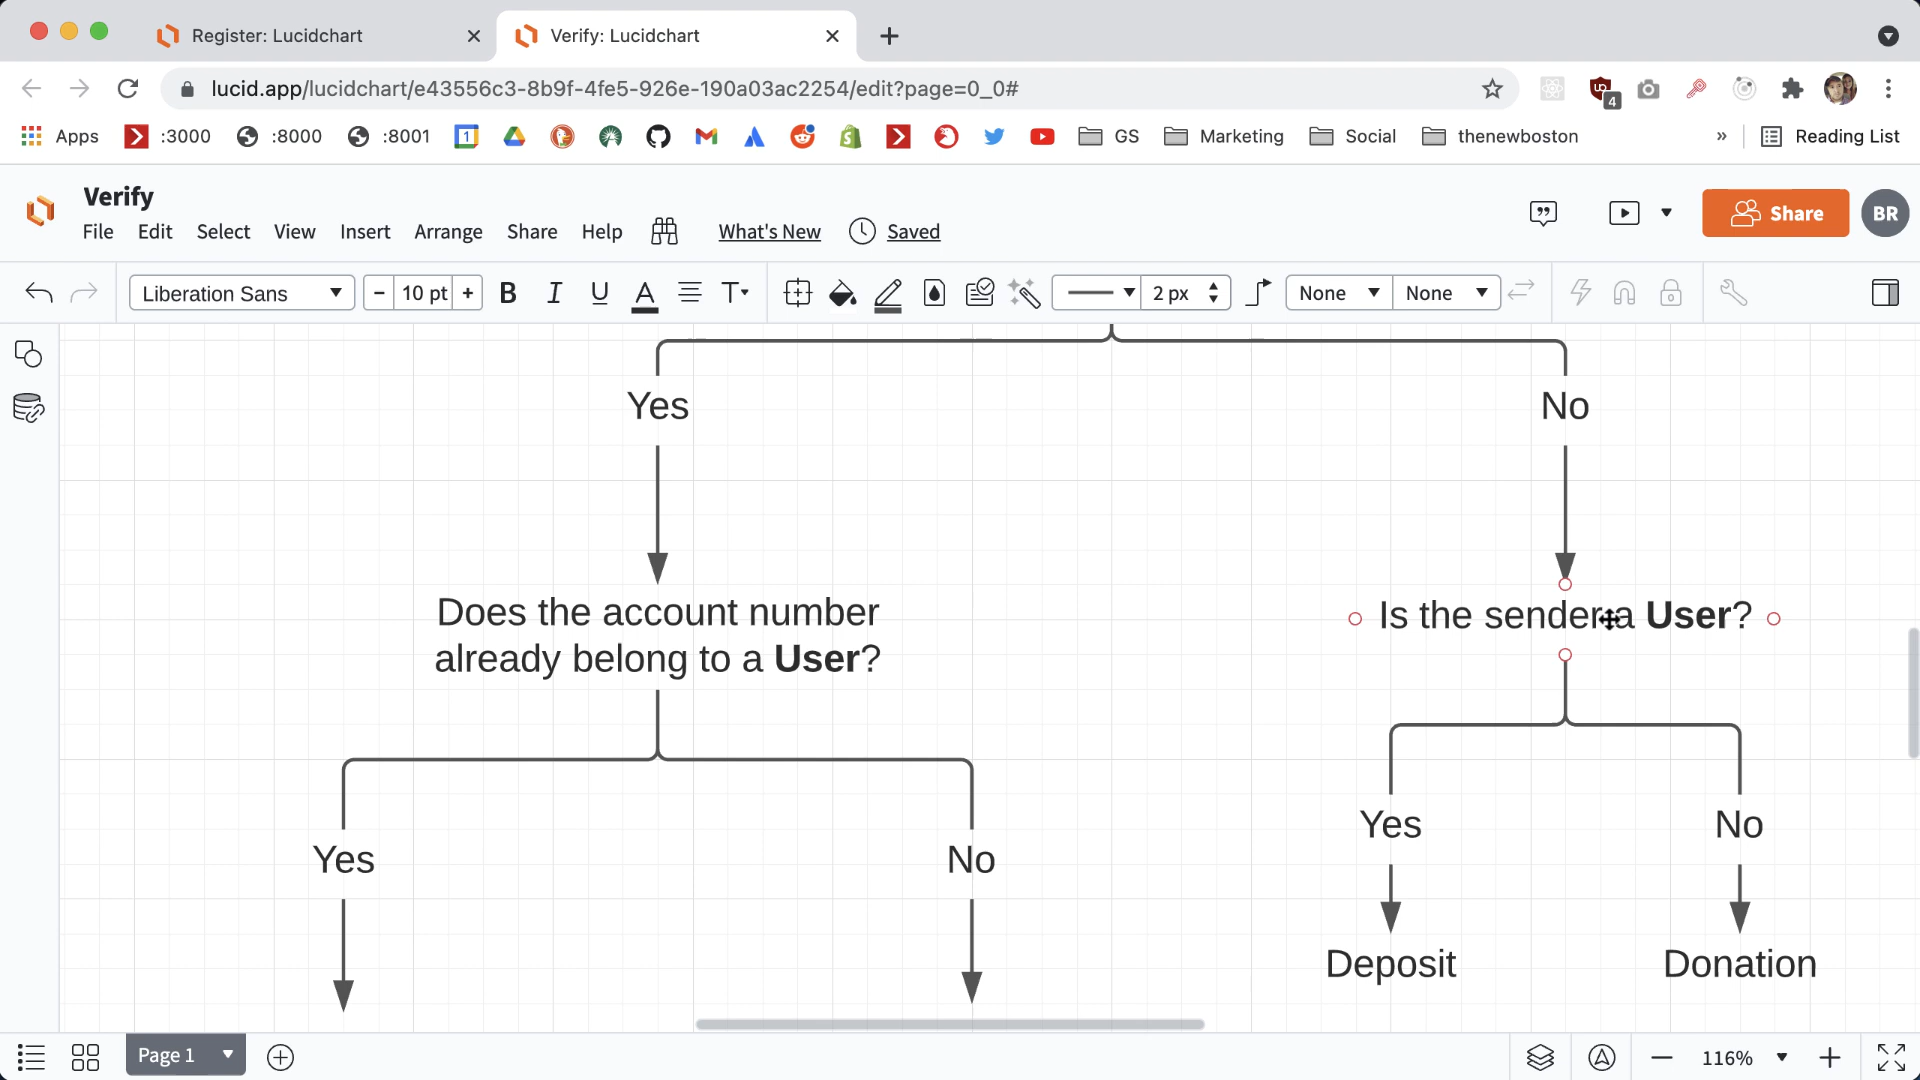 Register: Lucidchart
Verify: Lucidchart
lucid.app/lucidchart/e43556c3-8b9f-4fe5-926e-190a03ac2254/edit?page=0_0#
4
Apps
:3000
:8000
:8001
1
GS
Marketing
Social
thenewboston
»
Reading List
Verify
File Edit Select View Insert Arrange Share Help
What's New
Saved
Share
BR
Liberation Sans
- 10 pt +
B I U A T
2 px
None
None
Yes
No
Does the account number
already belong to a User?
Is the sender a User?
Yes
No
Yes
No
Deposit
Donation
Page 1
116%